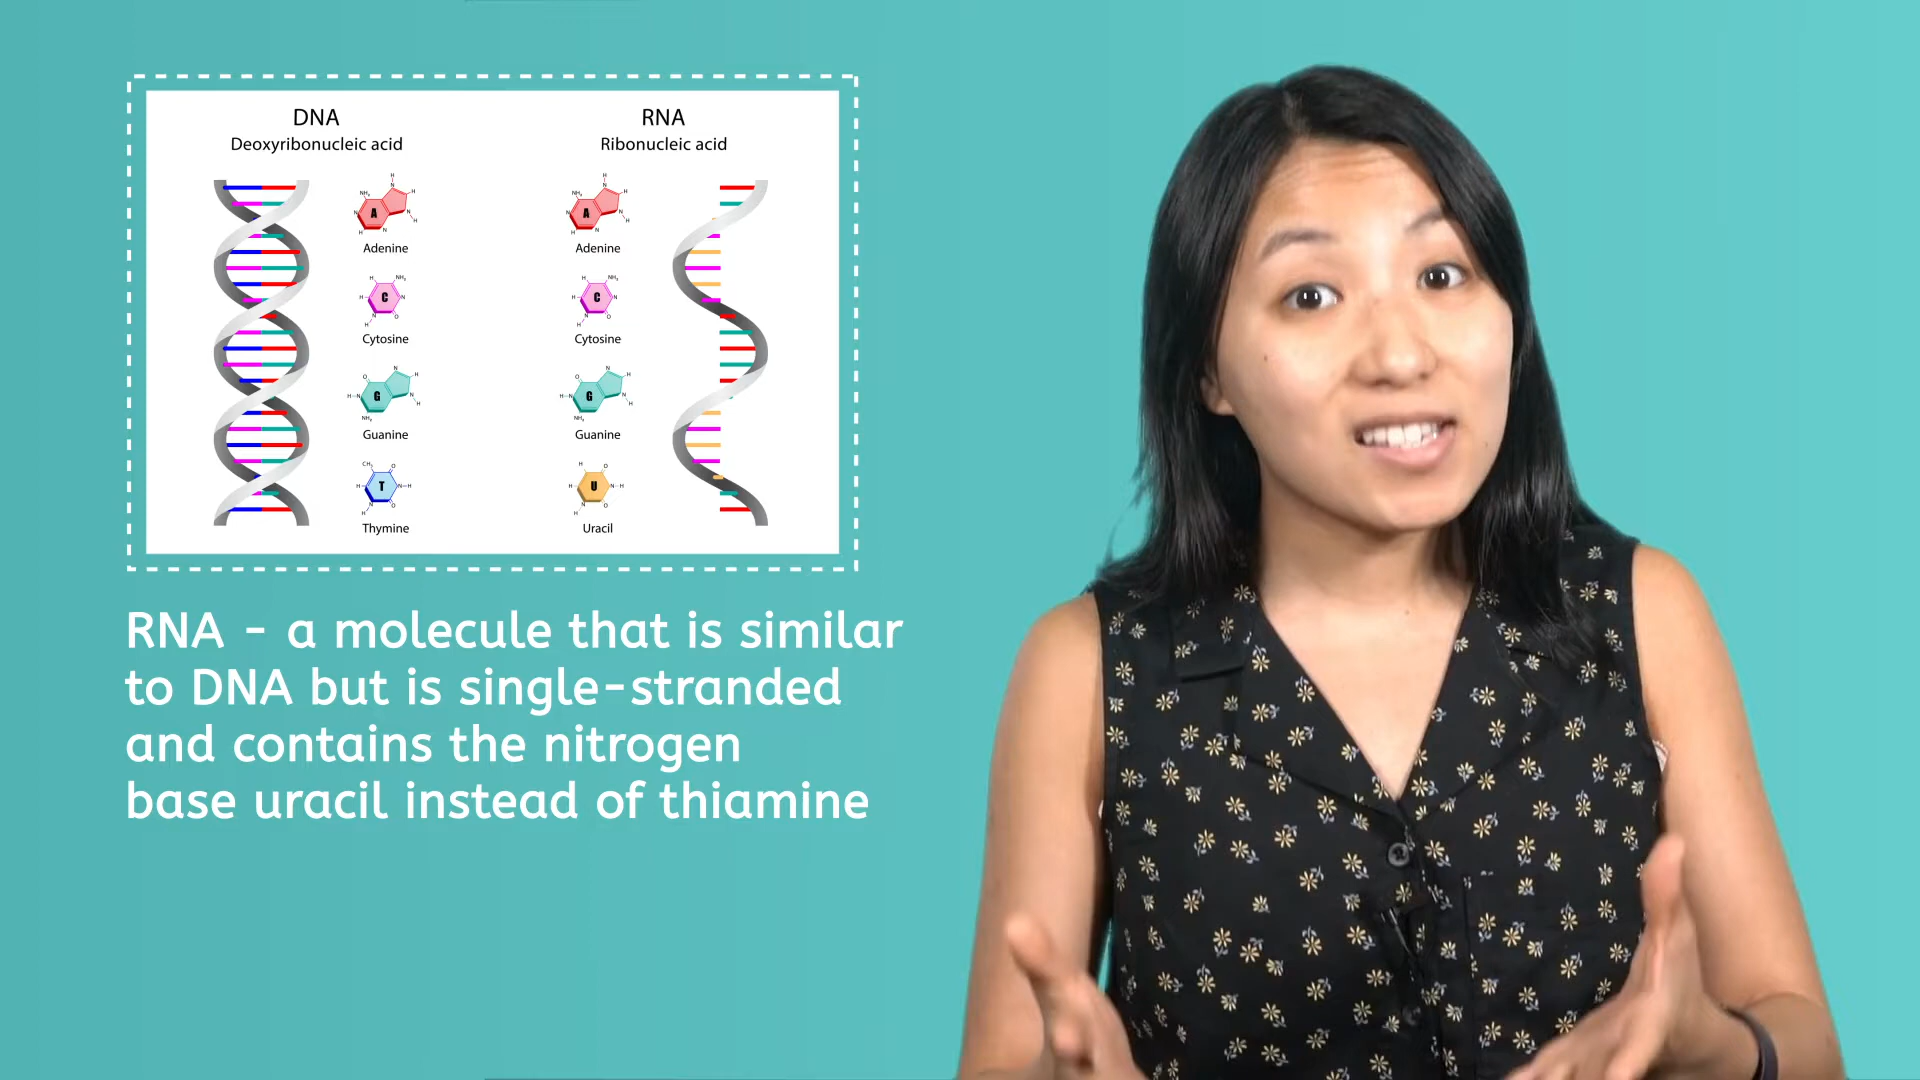 DNA
Deoxyribonucleic acid
RNA
Ribonucleic acid
A
Adenine
C
Cytosine
G
Guanine
T
Thymine
A
Adenine
C
Cytosine
G
Guanine
U
Uracil
RNA - a molecule that is similar
to DNA but is single-stranded
and contains the nitrogen
base uracil instead of thiamine